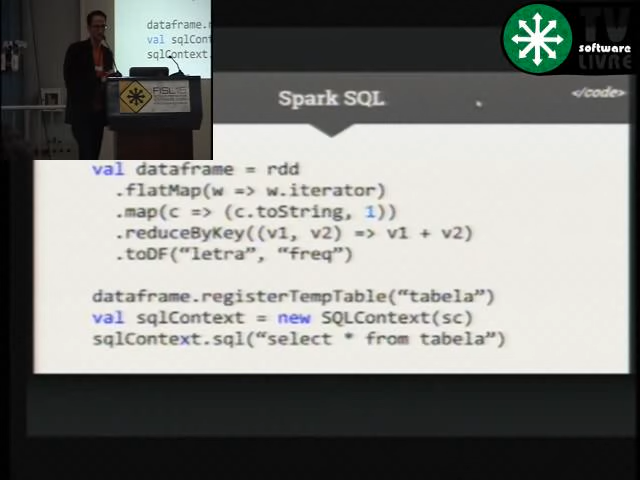 dataframe.r
val sqlCont
sqlContext.
FISL15
TV
software
LIVRE
Spark SQL
</code>
val dataframe = rdd
.flatMap(w => w.iterator)
.map(c => (c.toString, 1))
.reduceByKey((v1, v2) => v1 + v2)
.toDF(“letra”, “freq”)
dataframe.registerTempTable(“tabela”)
val sqlContext = new SQLContext(sc)
sqlContext.sql(“select * from tabela”)